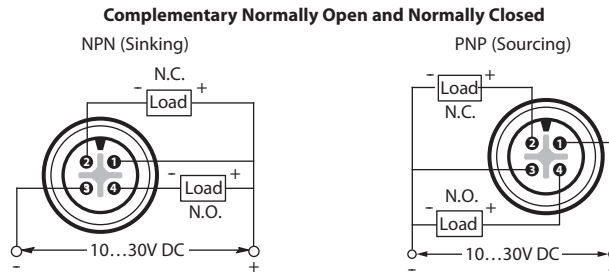 Complementary Normally Open and Normally Closed
NPN (Sinking)
N.C.
- +
Load
2 1
3 4
- +
Load
N.O.
10...30V DC
- +
PNP (Sourcing)
- +
Load
N.C.
2 1
3 4
N.O.
- +
Load
10...30V DC
-